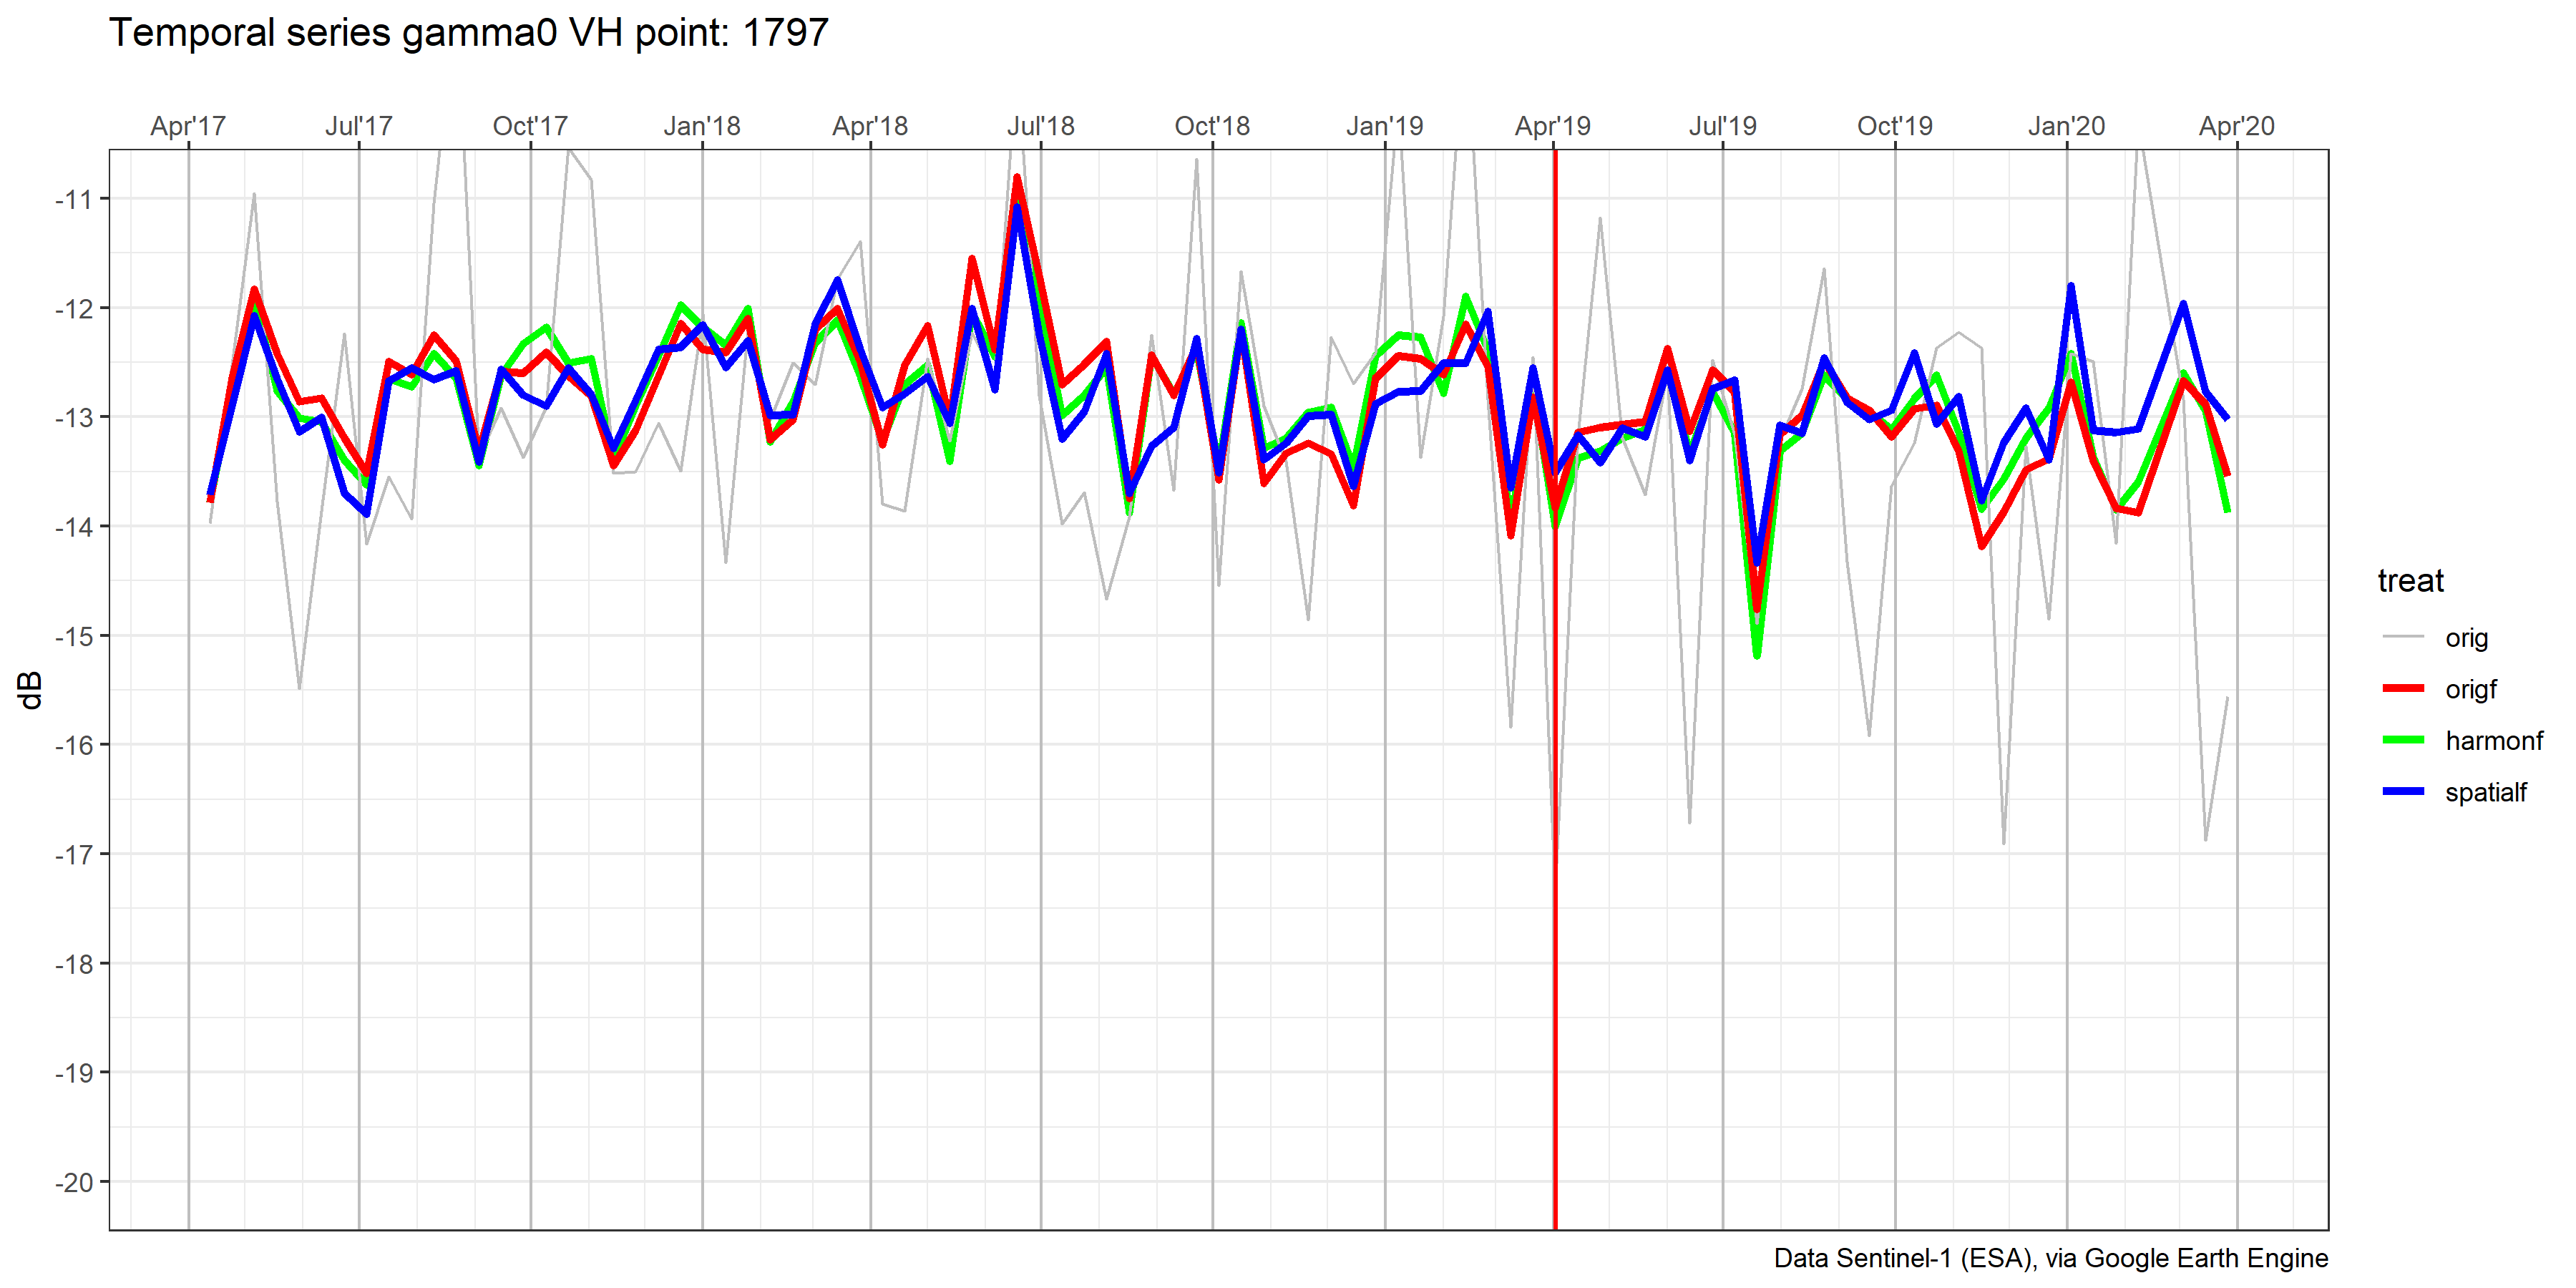 Temporal series gamma0 VH point: 1797
Apr'17 Jul'17 Oct'17 Jan'18 Apr'18 Jul'18 Oct'18 Jan'19 Apr'19 Jul'19 Oct'19 Jan'20 Apr'20
-11
-12
-13
-14
-15
-16
-17
-18
-19
-20
dB
treat
orig
origf
harmonf
spatialf
Data Sentinel-1 (ESA), via Google Earth Engine